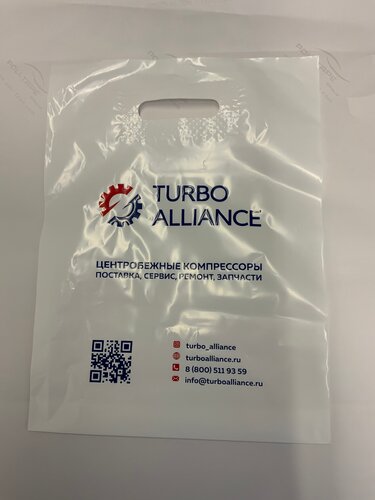 TURBO
ALLIANCE
ЦЕНТРОБЕЖНЫЕ КОМПРЕССОРЫ
ПОСТАВКА, СЕРВИС, РЕМОНТ, ЗАПЧАСТИ
turbo_alliance
turboalliance.ru
8 (800) 511 93 59
info@turboalliance.ru